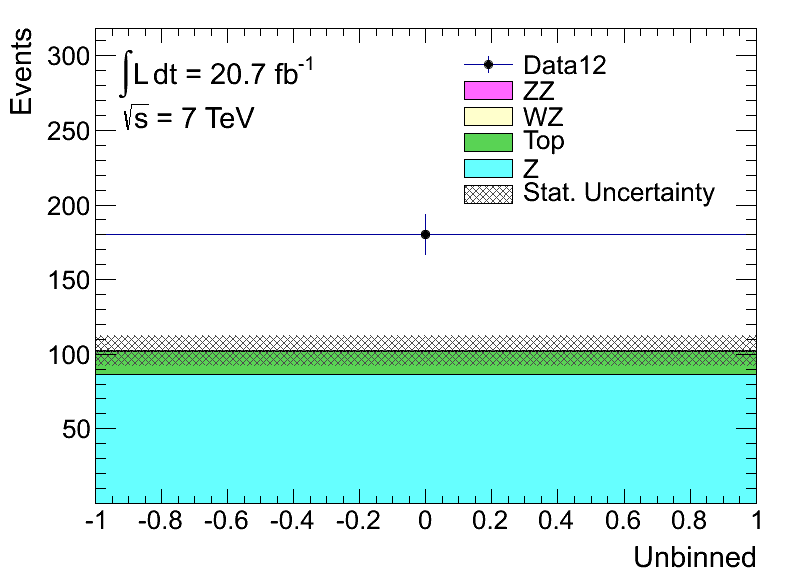 Events
300
250
200
150
100
50
∫L dt = 20.7 fb⁻¹
√s = 7 TeV
Data12
ZZ
WZ
Top
Z
Stat. Uncertainty
-1 -0.8 -0.6 -0.4 -0.2 0 0.2 0.4 0.6 0.8 1
Unbinned